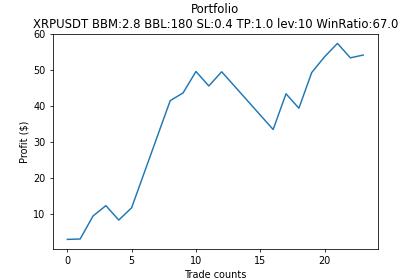 Portfolio
XRPUSDT BBM:2.8 BBL:180 SL:0.4 TP:1.0 lev:10 WinRatio:67.0
60
50
40
30
20
10
Profit ($)
0 5 10 15 20
Trade counts